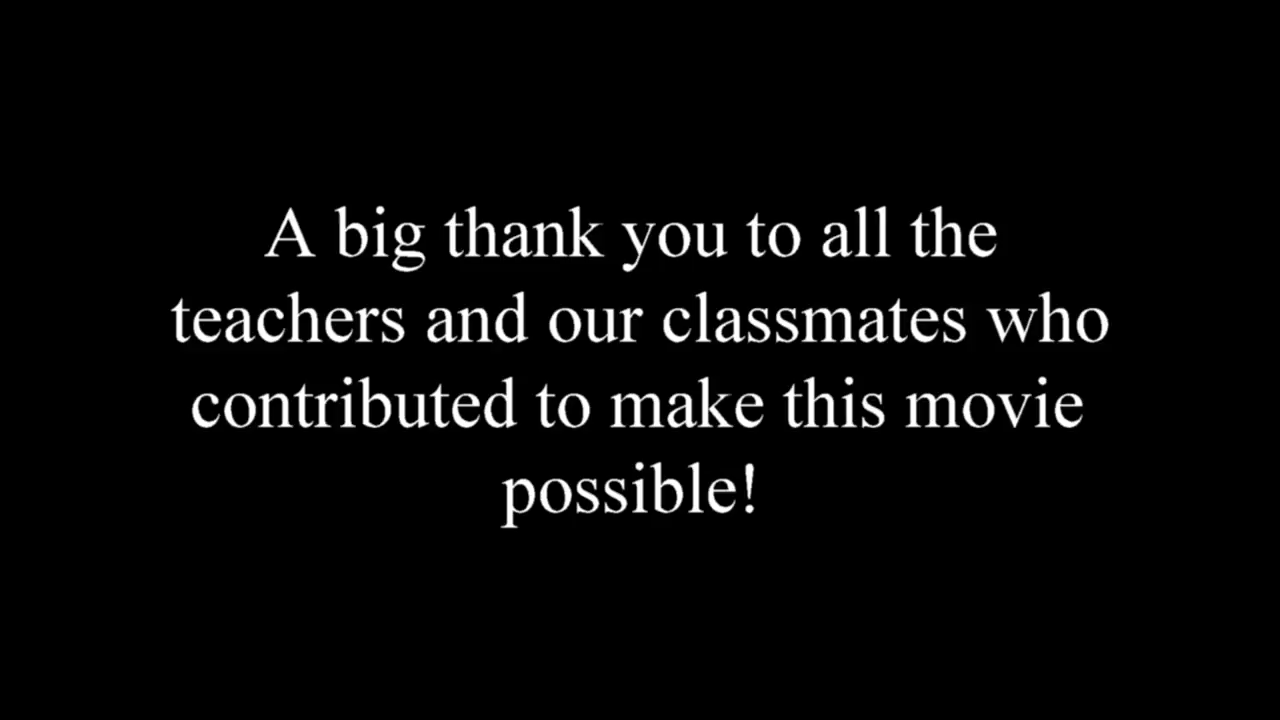 A big thank you to all the
teachers and our classmates who
contributed to make this movie
possible!